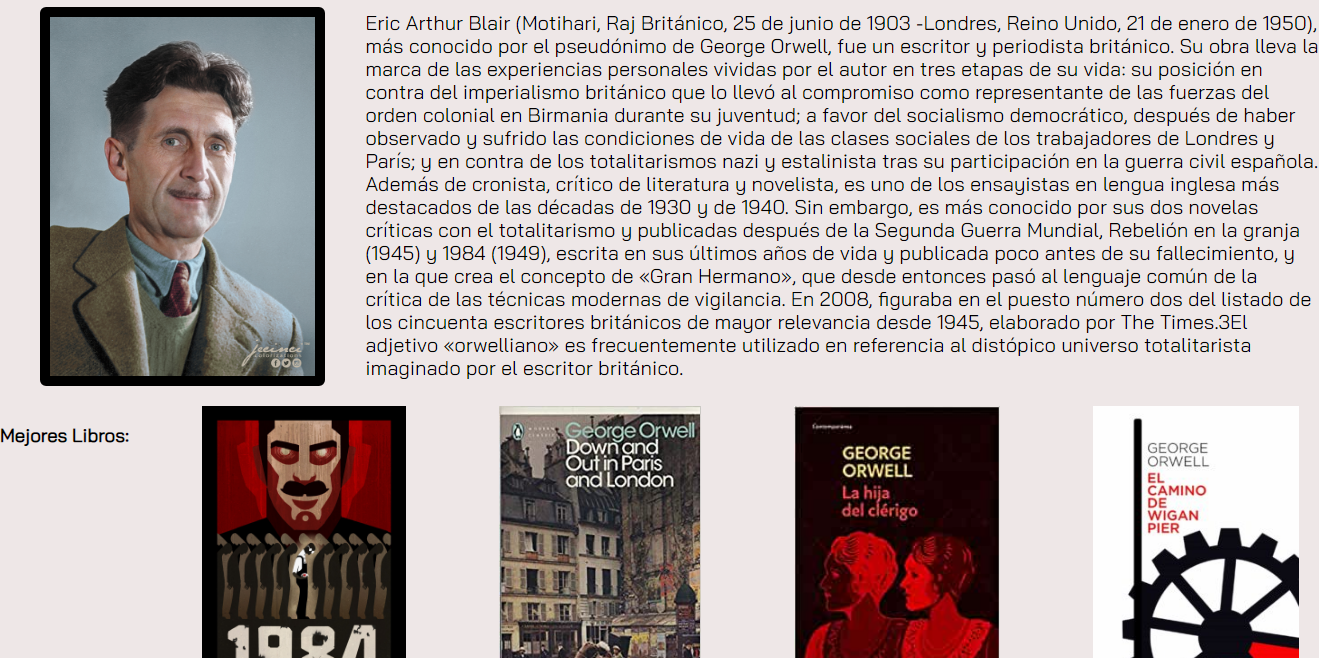 Eric Arthur Blair (Motihari, Raj Británico, 25 de junio de 1903 -Londres, Reino Unido, 21 de enero de 1950),
más conocido por el pseudónimo de George Orwell, fue un escritor y periodista británico. Su obra lleva la
marca de las experiencias personales vividas por el autor en tres etapas de su vida: su posición en
contra del imperialismo británico que lo llevó al compromiso como representante de las fuerzas del
orden colonial en Birmania durante su juventud; a favor del socialismo democrático, después de haber
observado y sufrido las condiciones de vida de las clases sociales de los trabajadores de Londres y
París; y en contra de los totalitarismos nazi y estalinista tras su participación en la guerra civil española.
Además de cronista, crítico de literatura y novelista, es uno de los ensayistas en lengua inglesa más
destacados de las décadas de 1930 y de 1940. Sin embargo, es más conocido por sus dos novelas
críticas con el totalitarismo y publicadas después de la Segunda Guerra Mundial, Rebelión en la granja
(1945) y 1984 (1949), escrita en sus últimos años de vida y publicada poco antes de su fallecimiento, y
en la que crea el concepto de «Gran Hermano», que desde entonces pasó al lenguaje común de la
crítica de las técnicas modernas de vigilancia. En 2008, figuraba en el puesto número dos del listado de
los cincuenta escritores británicos de mayor relevancia desde 1945, elaborado por The Times.3El
adjetivo «orwelliano» es frecuentemente utilizado en referencia al distópico universo totalitarista
imaginado por el escritor británico.
Mejores Libros:
1984
George Orwell
Down and
Out in Paris
and London
Contemporánea
GEORGE
ORWELL
La hija
del clérigo
GEORGE
ORWELL
EL
CAMINO
DE
WIGAN
PIER